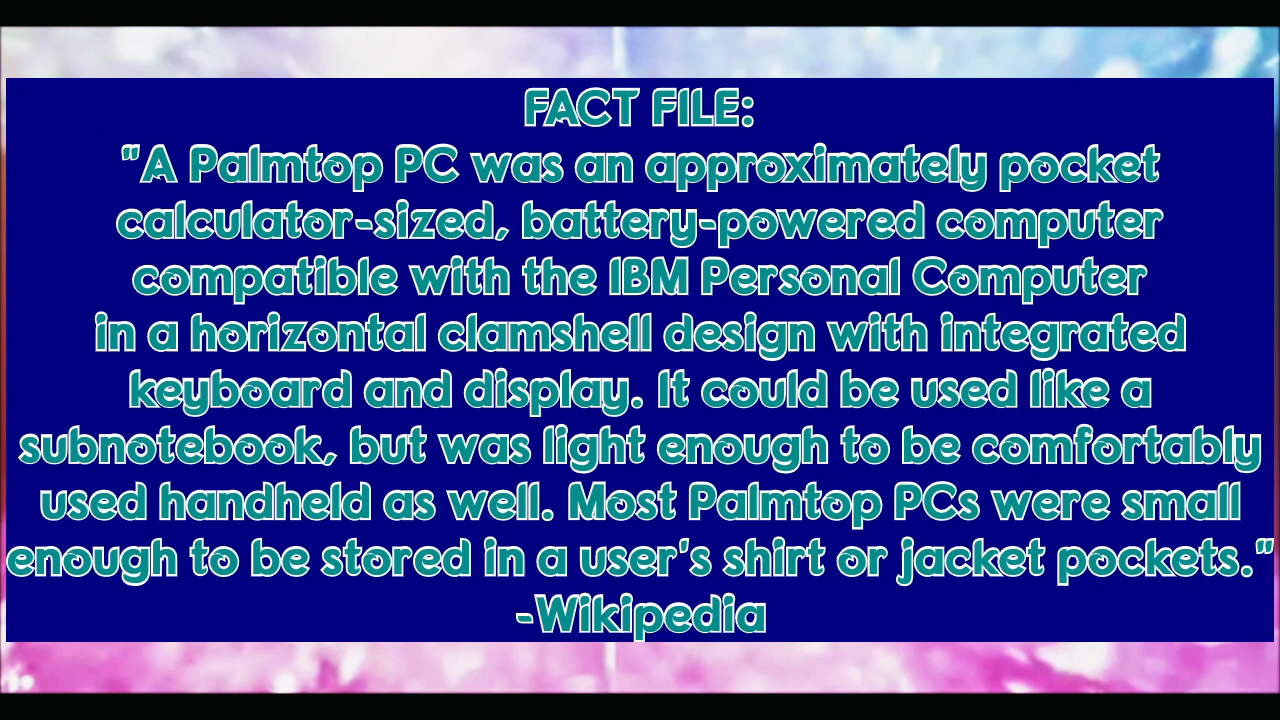 FACT FILE:
"A Palmtop PC was an approximately pocket
calculator-sized, battery-powered computer
compatible with the IBM Personal Computer
in a horizontal clamshell design with integrated
keyboard and display. It could be used like a
subnotebook, but was light enough to be comfortably
used handheld as well. Most Palmtop PCs were small
enough to be stored in a user's shirt or jacket pockets."
-Wikipedia